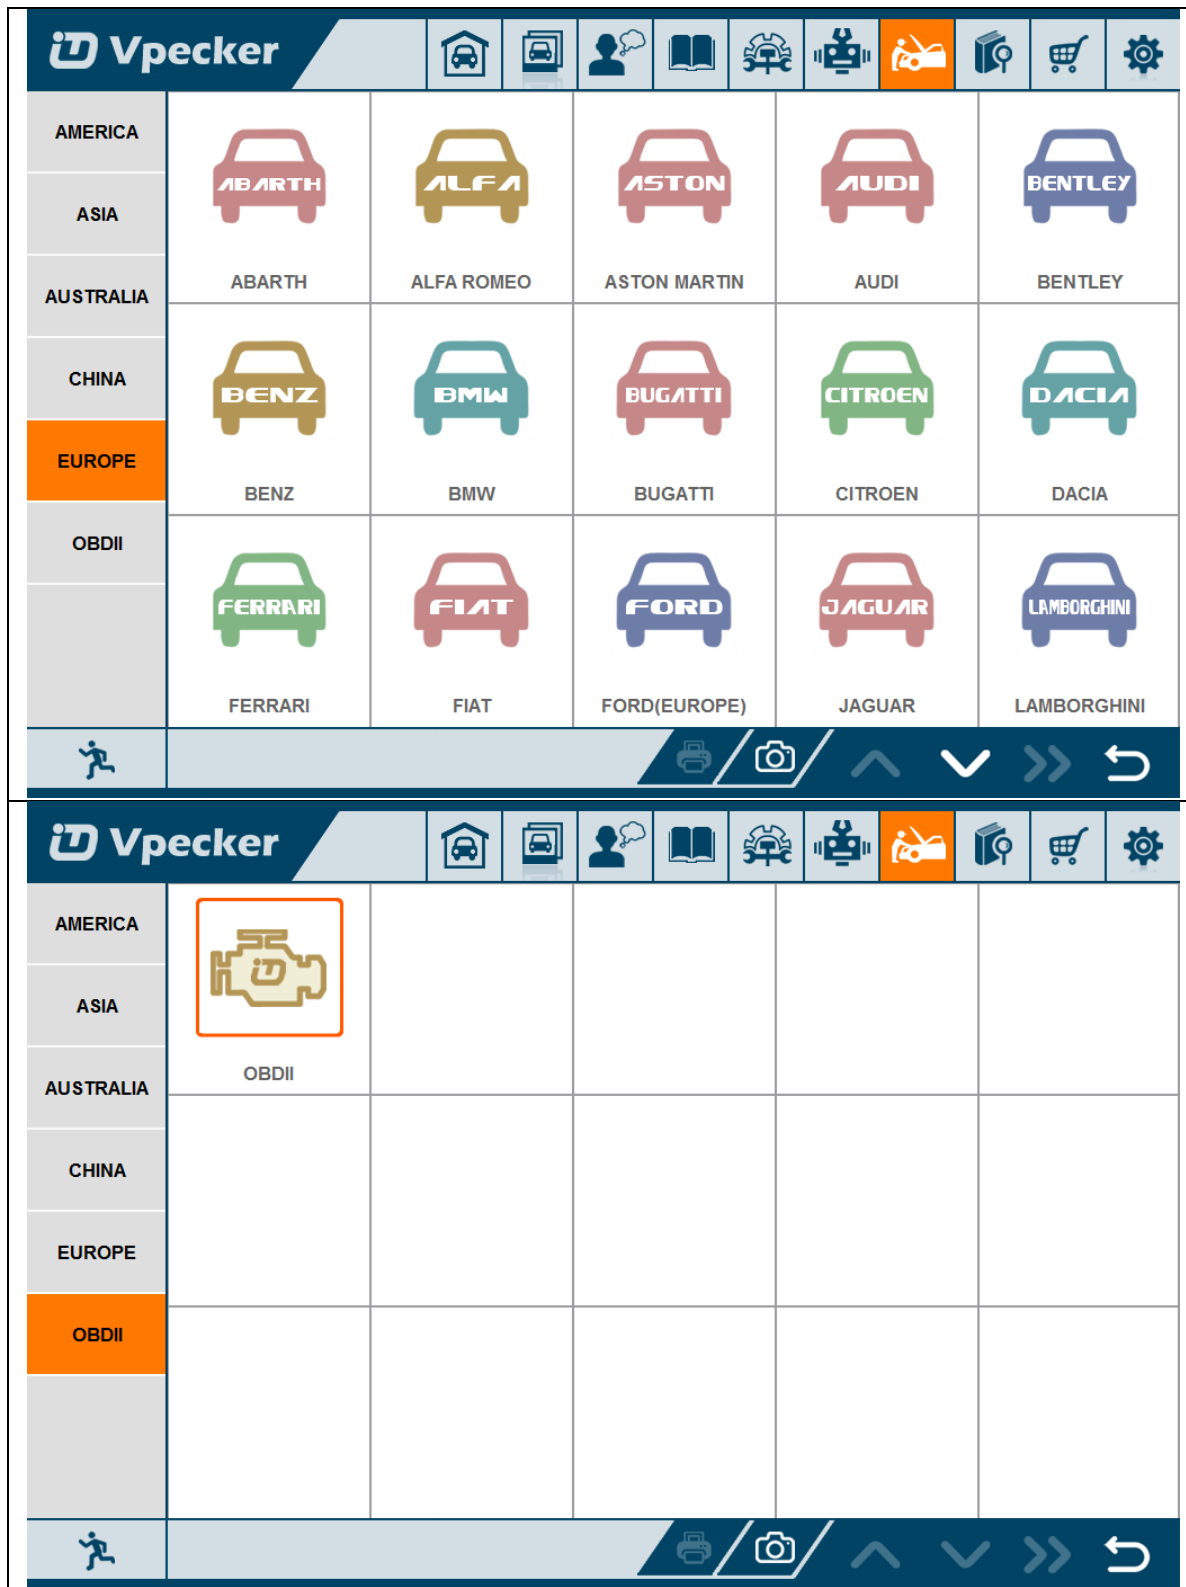 Vpecker
AMERICA
ASIA
AUSTRALIA
CHINA
EUROPE
OBDII
ABARTH ALFA ASTON AUDI BENTLEY
ABARTH ALFA ROMEO ASTON MARTIN AUDI BENTLEY
BENZ BMW BUGATTI CITROEN DACIA
BENZ BMW BUGATTI CITROEN DACIA
FERRARI FIAT FORD JAGUAR LAMBORGHINI
FERRARI FIAT FORD(EUROPE) JAGUAR LAMBORGHINI
Vpecker
AMERICA
ASIA
AUSTRALIA
CHINA
EUROPE
OBDII
OBDII